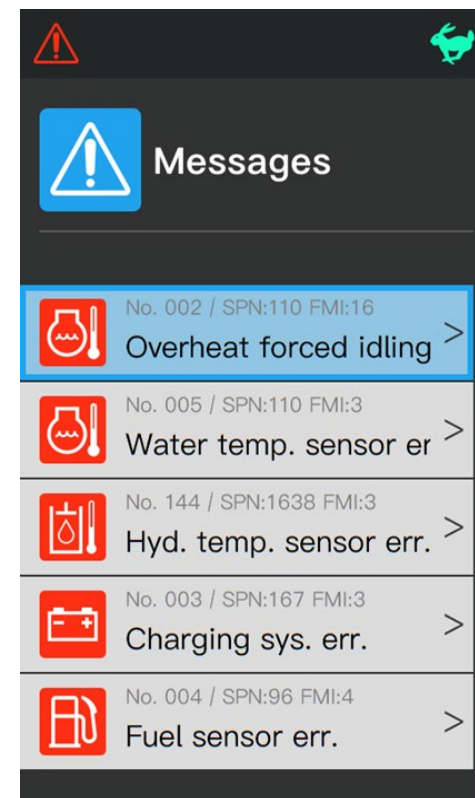 Messages
No. 002 / SPN:110 FMI:16
Overheat forced idling >
No. 005 / SPN:110 FMI:3
Water temp. sensor er >
No. 144 / SPN:1638 FMI:3
Hyd. temp. sensor err. >
No. 003 / SPN:167 FMI:3
Charging sys. err. >
No. 004 / SPN:96 FMI:4
Fuel sensor err. >